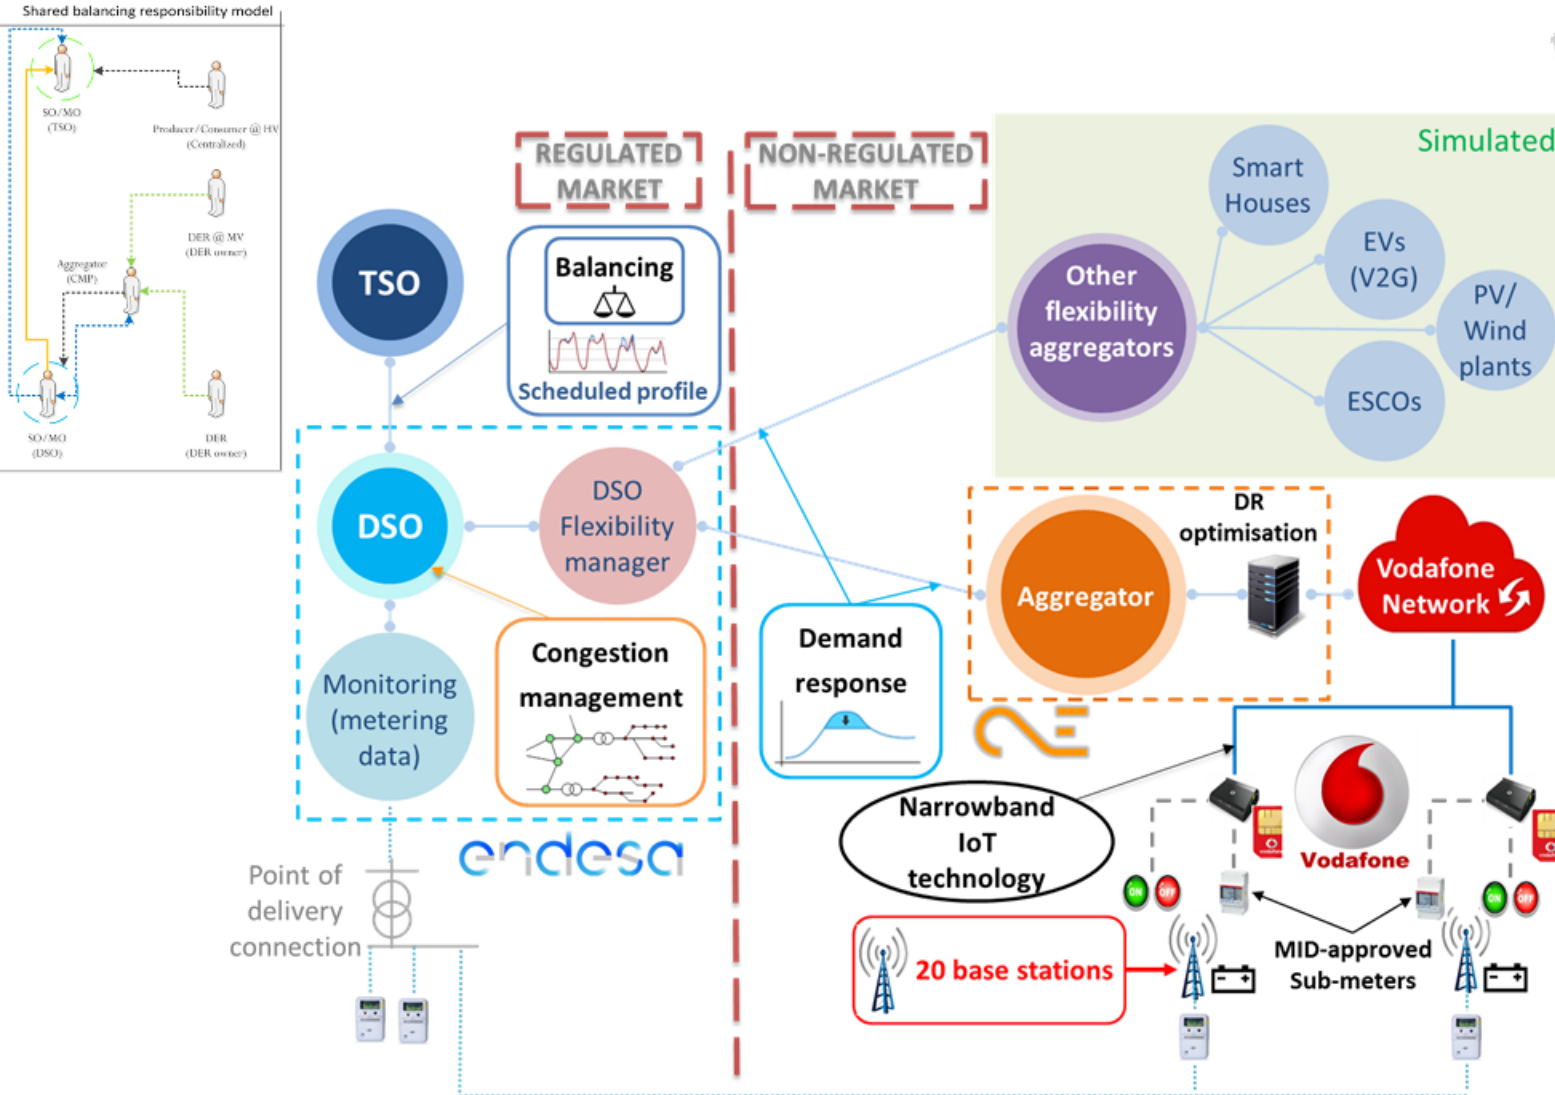 Shared balancing responsibility model
SO/MO
(TSO)
Producer/Consumer @ HV
(Centralized)
DER @ MV
(DER owner)
Aggregator
(CMP)
SO/MO
(DSO)
DER
(DER owner)
REGULATED
MARKET
NON-REGULATED
MARKET
Simulated
TSO
Balancing
Scheduled profile
Other
flexibility
aggregators
Smart
Houses
EVs
(V2G)
PV/
Wind
plants
ESCOs
DSO
DSO
Flexibility
manager
Monitoring
(metering
data)
Congestion
management
Demand
response
Aggregator
DR
optimisation
Vodafone
Network
endesa
Narrowband
IoT
technology
Vodafone
ON
OFF
ON
OFF
Point of
delivery
connection
20 base stations
MID-approved
Sub-meters